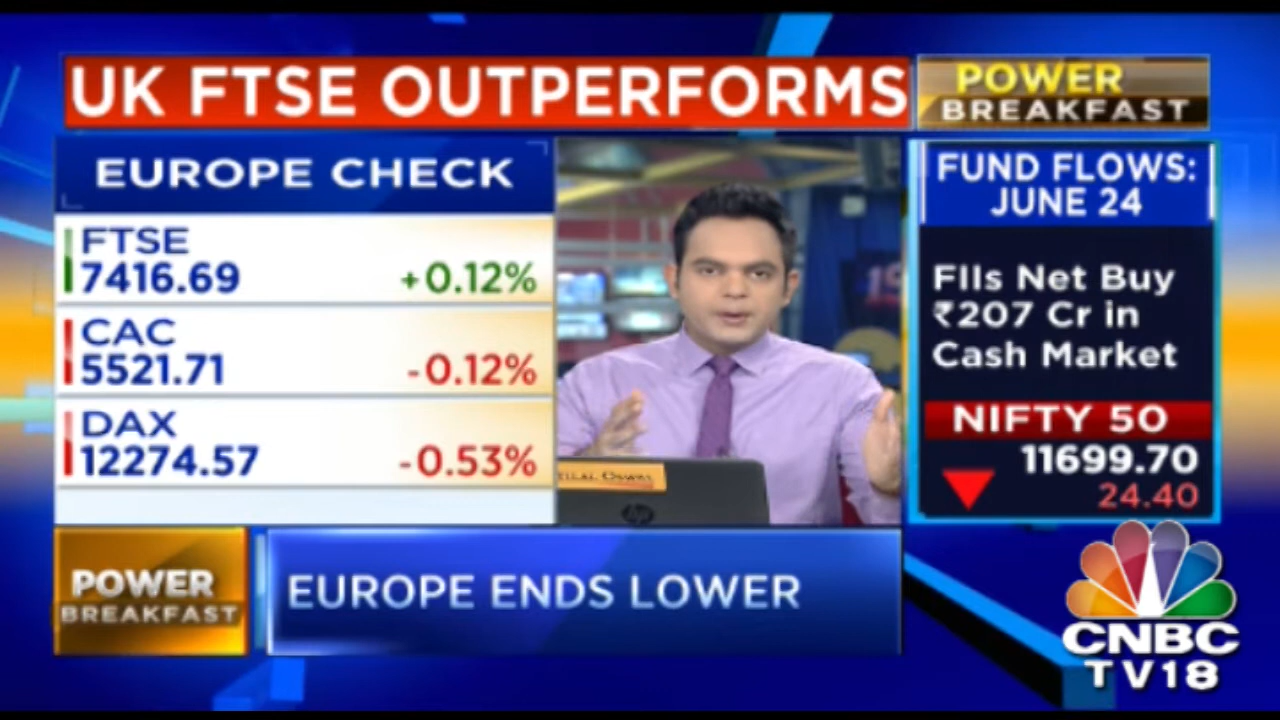 UK FTSE OUTPERFORMS
POWER
BREAKFAST
EUROPE CHECK
FTSE
7416.69 +0.12%
CAC
5521.71 -0.12%
DAX
12274.57 -0.53%
FUND FLOWS:
JUNE 24
FIIs Net Buy
₹207 Cr in
Cash Market
NIFTY 50
11699.70
24.40
hp
POWER
BREAKFAST
EUROPE ENDS LOWER
CNBC
TV18